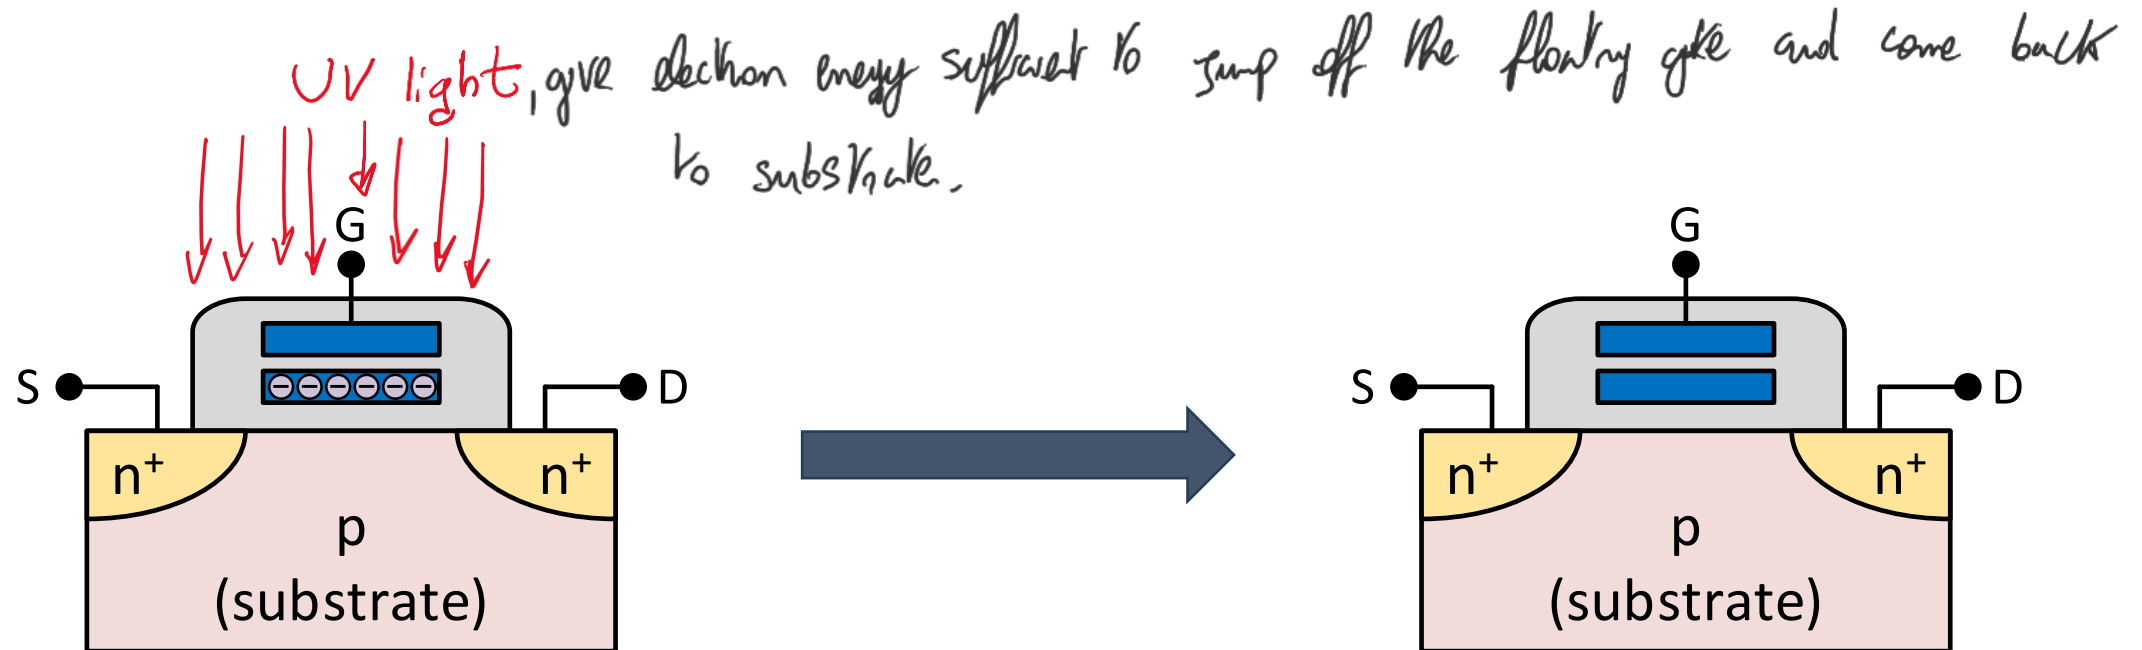 UV light, give electron energy sufficient to jump off the floating gate and come back
to substrate.
G
G
S
D
S
D
n+
n+
n+
n+
p
p
(substrate)
(substrate)